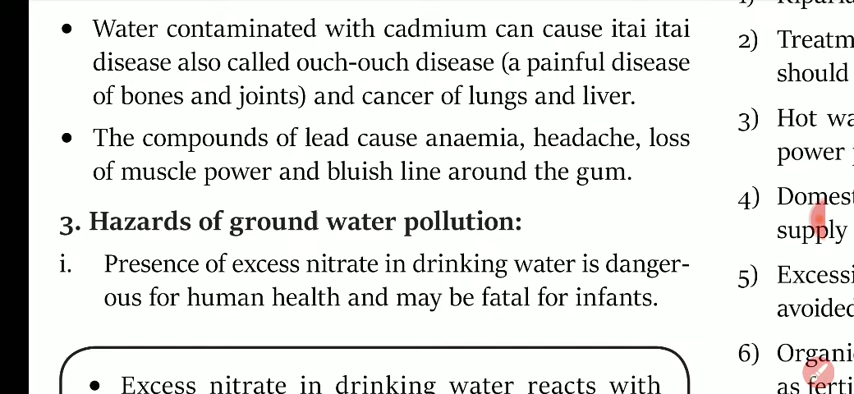 • Water contaminated with cadmium can cause itai itai
disease also called ouch-ouch disease (a painful disease
of bones and joints) and cancer of lungs and liver.
• The compounds of lead cause anaemia, headache, loss
of muscle power and bluish line around the gum.
3. Hazards of ground water pollution:
i. Presence of excess nitrate in drinking water is danger-
ous for human health and may be fatal for infants.
• Excess nitrate in drinking water reacts with
2) Treatm
should
3) Hot wa
power
4) Domest
supply
5) Excessi
avoided
6) Organi
as ferti